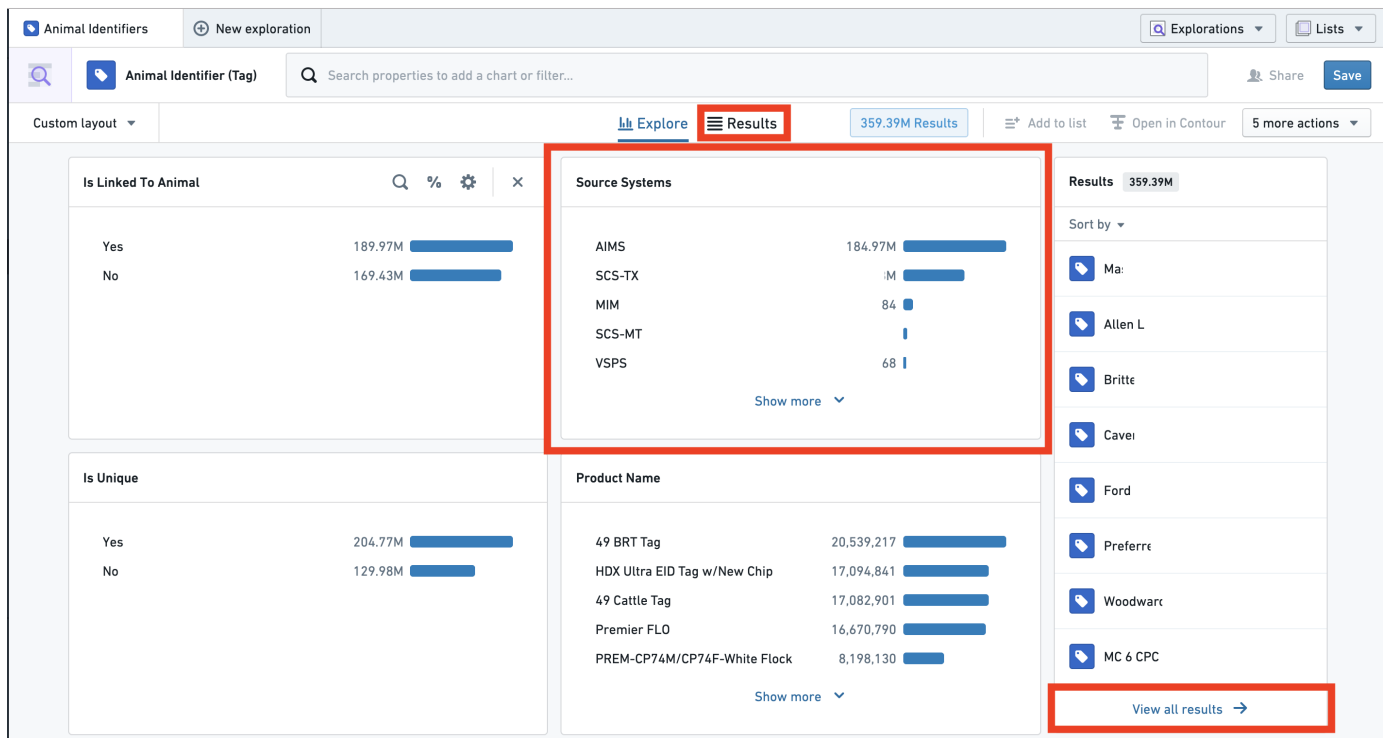 Animal Identifiers
New exploration
Explorations
Lists
Animal Identifier (Tag)
Search properties to add a chart or filter...
Share
Save
Custom layout
Explore
Results
359.39M Results
Add to list
Open in Contour
5 more actions
Is Linked To Animal
%
Yes 189.97M
No 169.43M
Source Systems
AIMS 184.97M
SCS-TX M
MIM 84
SCS-MT
VSPS 68
Show more
Results 359.39M
Sort by
Ma
Allen L
Britte
Caver
Ford
Preferre
Woodward
MC 6 CPC
View all results
Is Unique
Yes 204.77M
No 129.98M
Product Name
49 BRT Tag 20,539,217
HDX Ultra EID Tag w/New Chip 17,094,841
49 Cattle Tag 17,082,901
Premier FLO 16,670,790
PREM-CP74M/CP74F-White Flock 8,198,130
Show more